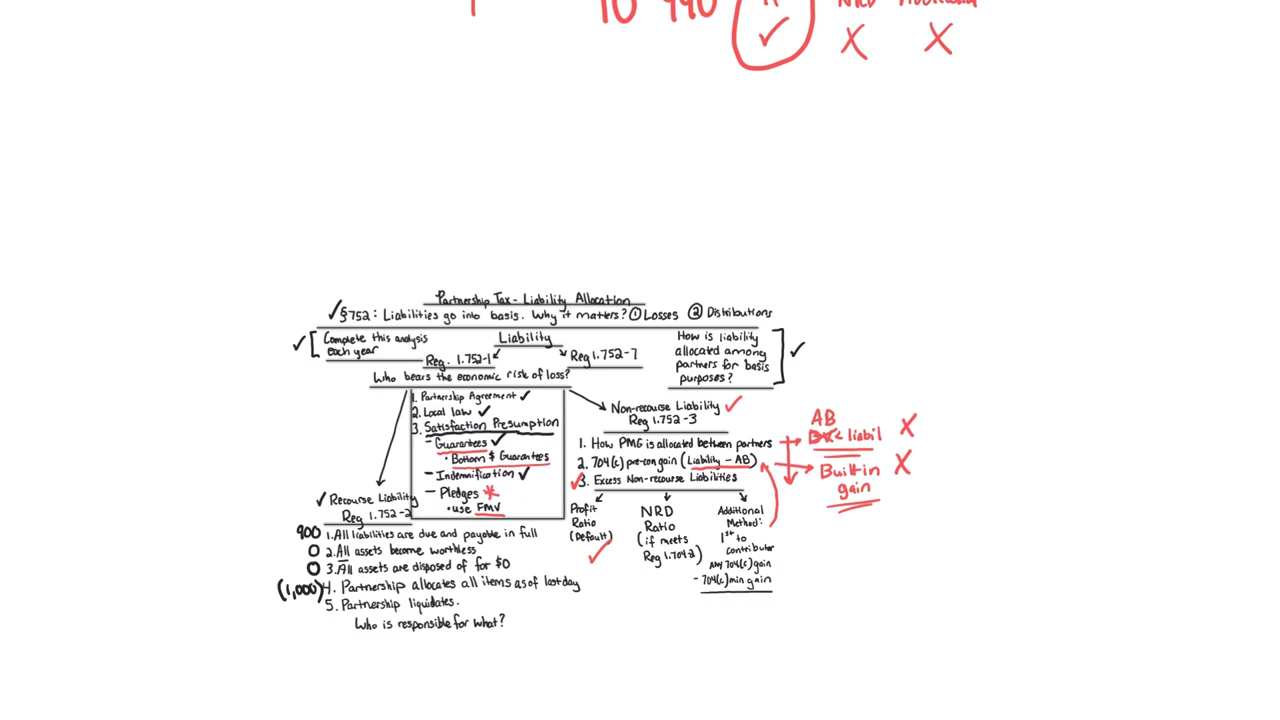 10 990
X X
Partnership Tax - Liability Allocation
✓ §752: Liabilities go into basis. Why it matters? ① Losses ② Distributions
✓ [ Complete this analysis
each year
Liability
Reg. 1.752-1
Reg 1.752-7
Who bears the economic risk of loss?
How is liability
allocated among
partners for basis
purposes? ] ✓
1. Partnership Agreement ✓
2. Local law ✓
3. Satisfaction Presumption
- Guarantees ✓
• Bottom $ Guarantees
- Indemnification ✓
- Pledges *
• use FMV
Non-recourse Liability ✓
Reg 1.752-3
1. How PMG is allocated between partners
2. 704(c) pre-con gain (Liability - AB)
✓ 3. Excess Non-recourse Liabilities
AB
< liabil X
Built-in X
gain
Profit
Ratio
(Default)
✓
NRD
Ratio
(if meets
Reg 1.704-2)
Additional
Method:
1st to
contributor
any 704(c) gain
- 704(c) min gain
✓ Recourse Liability
Reg 1.752-2
900 1. All liabilities are due and payable in full
0 2. All assets become worthless
0 3. All assets are disposed of for $0
(1,000) 4. Partnership allocates all items as of last day
5. Partnership liquidates.
Who is responsible for what?